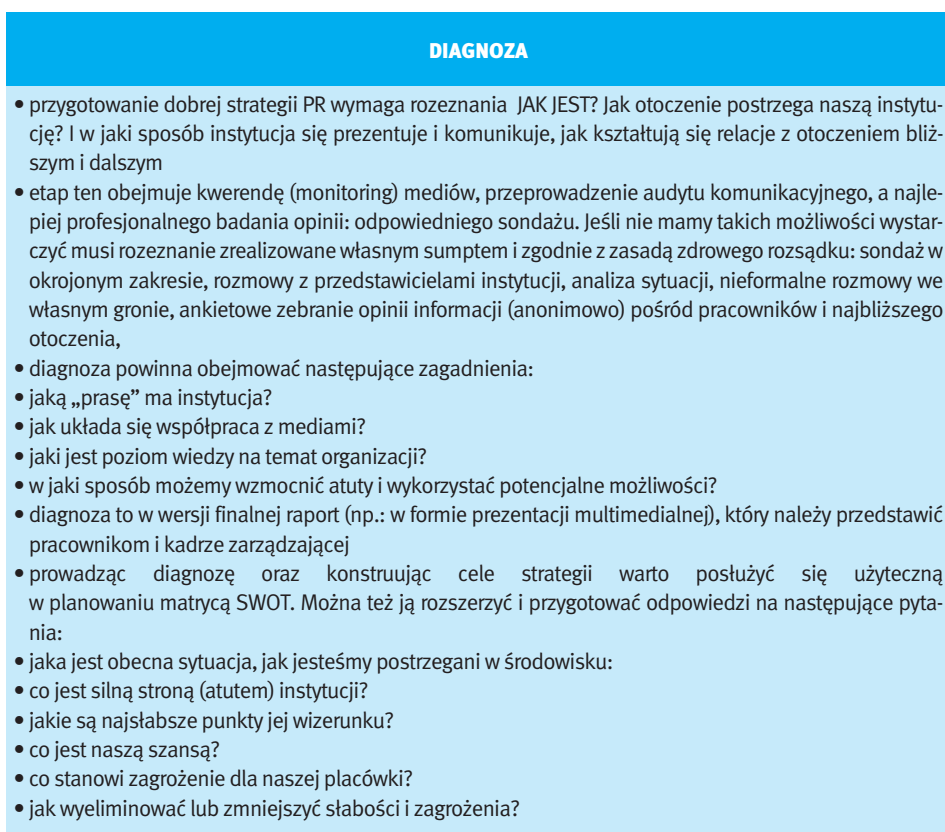 DIAGNOZA
• przygotowanie dobrej strategii PR wymaga rozeznania JAK JEST? Jak otoczenie postrzega naszą instytu-
cję? I w jaki sposób instytucja się prezentuje i komunikuje, jak kształtują się relacje z otoczeniem bliż-
szym i dalszym
• etap ten obejmuje kwerendę (monitoring) mediów, przeprowadzenie audytu komunikacyjnego, a najle-
piej profesjonalnego badania opinii: odpowiedniego sondażu. Jeśli nie mamy takich możliwości wystar-
czyć musi rozeznanie zrealizowane własnym sumptem i zgodnie z zasadą zdrowego rozsądku: sondaż w
okrojonym zakresie, rozmowy z przedstawicielami instytucji, analiza sytuacji, nieformalne rozmowy we
własnym gronie, ankietowe zebranie opinii informacji (anonimowo) pośród pracowników i najbliższego
otoczenia,
• diagnoza powinna obejmować następujące zagadnienia:
• jaką „prasę” ma instytucja?
• jak układa się współpraca z mediami?
• jaki jest poziom wiedzy na temat organizacji?
• w jaki sposób możemy wzmocnić atuty i wykorzystać potencjalne możliwości?
• diagnoza to w wersji finalnej raport (np.: w formie prezentacji multimedialnej), który należy przedstawić
pracownikom i kadrze zarządzającej
• prowadząc diagnozę oraz konstruując cele strategii warto posłużyć się użyteczną
w planowaniu matrycą SWOT. Można też ją rozszerzyć i przygotować odpowiedzi na następujące pyta-
nia:
• jaka jest obecna sytuacja, jak jesteśmy postrzegani w środowisku:
• co jest silną stroną (atutem) instytucji?
• jakie są najsłabsze punkty jej wizerunku?
• co jest naszą szansą?
• co stanowi zagrożenie dla naszej placówki?
• jak wyeliminować lub zmniejszyć słabości i zagrożenia?